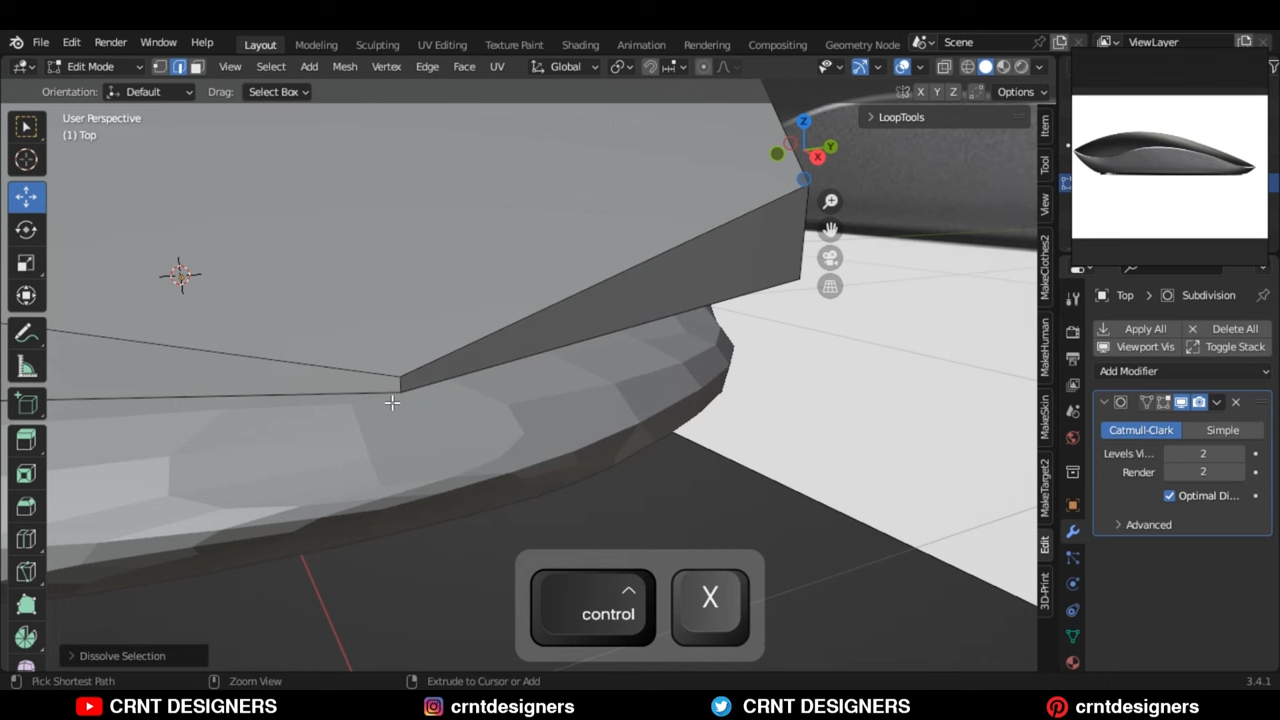 File Edit Render Window Help Layout Modeling Sculpting UV Editing Texture Paint Shading Animation Rendering Compositing Geometry Node Scene ViewLayer
Edit Mode View Select Add Mesh Vertex Edge Face UV Global
Orientation: Default Drag: Select Box X Y Z Options
User Perspective
(1) Top
LoopTools
Z
Y
X
Item
Tool
View
MakeClothes2
MakeHuman
MakeSkin
MakeTarget2
Edit
3D-Print
Top Subdivision
Apply All Delete All
Viewport Vis Toggle Stack
Add Modifier
Catmull-Clark Simple
Levels Vi... 2
Render 2
Optimal Di...
Advanced
control
X
Dissolve Selection
Pick Shortest Path Zoom View Extrude to Cursor or Add 3.4.1
CRNT DESIGNERS crntdesigners CRNT DESIGNERS crntdesigners